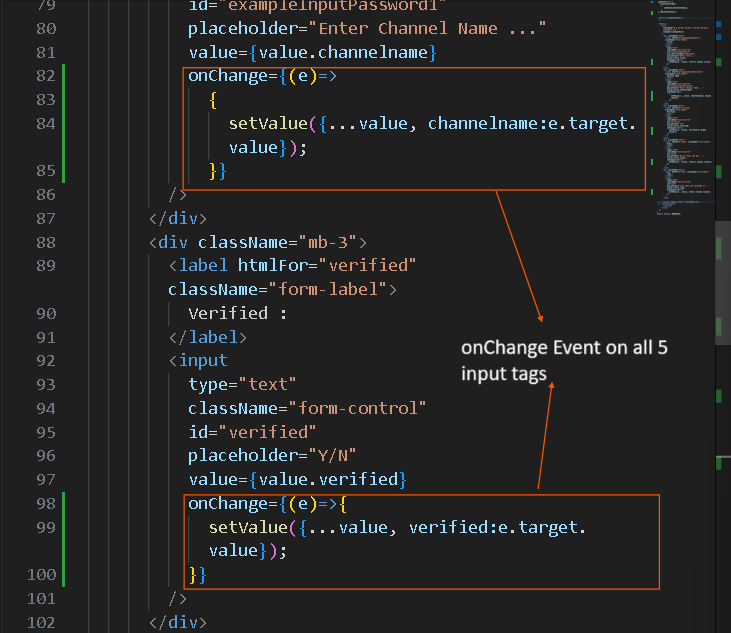 79 id="exampleInputPassword1"
80 placeholder="Enter Channel Name ..."
81 value={value.channelname}
82 onChange={(e)=>
83 {
84 setValue({...value, channelname:e.target.
value});
85 }}
86 />
87 </div>
88 <div className="mb-3">
89 <label htmlFor="verified"
className="form-label">
90 Verified :
91 </label>
92 <input
93 type="text"
94 className="form-control"
95 id="verified"
96 placeholder="Y/N"
97 value={value.verified}
98 onChange={(e)=>{
99 setValue({...value, verified:e.target.
value});
100 }}
101 />
102 </div>
onChange Event on all 5
input tags